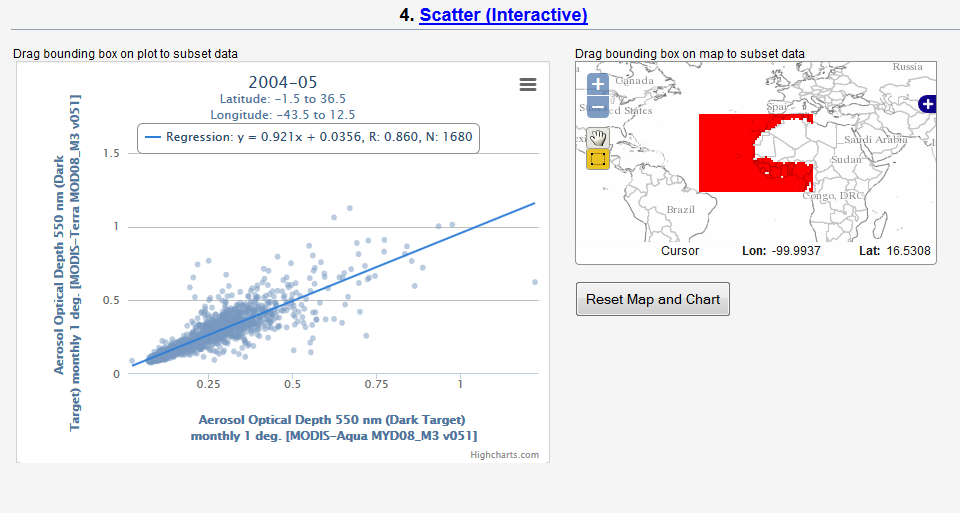 4. Scatter (Interactive)
Drag bounding box on plot to subset data
2004-05
Latitude: -1.5 to 36.5
Longitude: -43.5 to 12.5
Regression: y = 0.921x + 0.0356, R: 0.860, N: 1680
Aerosol Optical Depth 550 nm (Dark
Target) monthly 1 deg. [MODIS-Terra MOD08_M3 v051]
1.5
1
0.5
0
0.25
0.5
0.75
1
Aerosol Optical Depth 550 nm (Dark Target)
monthly 1 deg. [MODIS-Aqua MYD08_M3 v051]
Highcharts.com
Drag bounding box on map to subset data
Russia
Canada
d States
Spai
Saudi Arabia
Sudan
Congo, DRC
Brazil
+
−
+
Cursor Lon: -99.9937 Lat: 16.5308
Reset Map and Chart